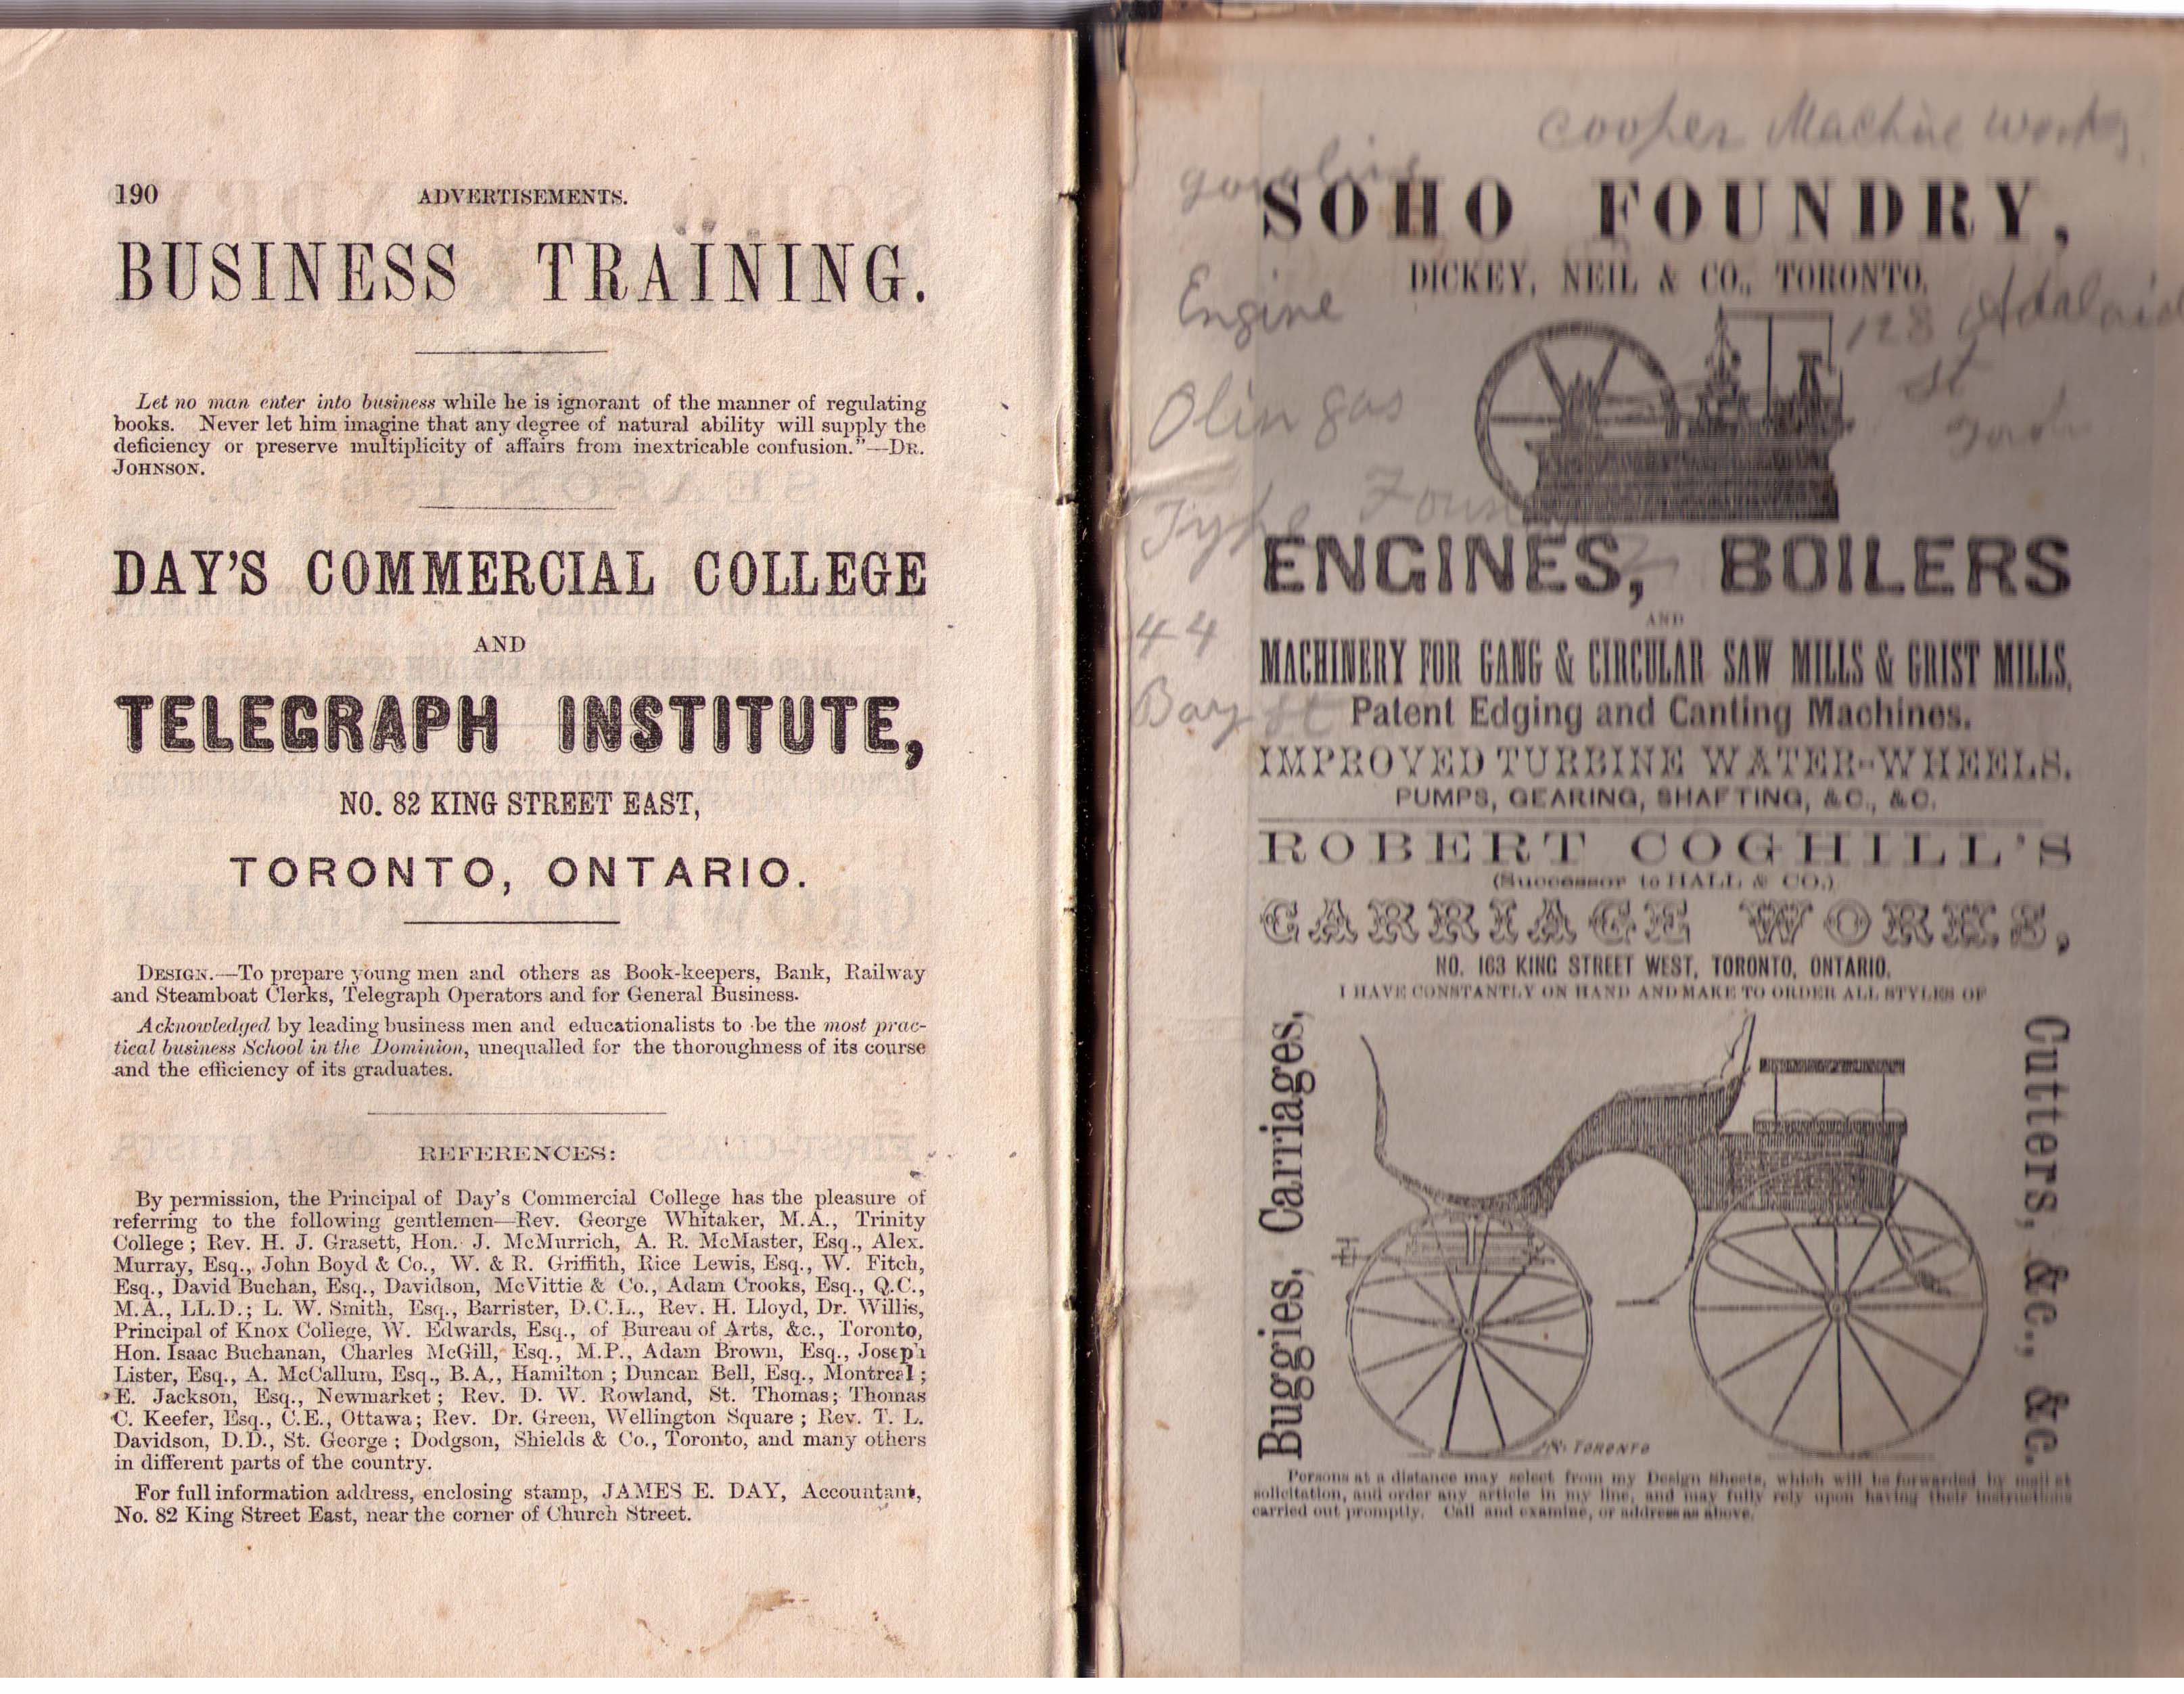 190 ADVERTISEMENTS.
BUSINESS TRAINING.
Let no man enter into business while he is ignorant of the manner of regulating
books. Never let him imagine that any degree of natural ability will supply the
deficiency or preserve multiplicity of affairs from inextricable confusion."—DR.
JOHNSON.
DAY'S COMMERCIAL COLLEGE
AND
TELEGRAPH INSTITUTE,
NO. 82 KING STREET EAST,
TORONTO, ONTARIO.
DESIGN.—To prepare young men and others as Book-keepers, Bank, Railway
and Steamboat Clerks, Telegraph Operators and for General Business.
Acknowledged by leading business men and educationalists to be the most prac-
tical business School in the Dominion, unequalled for the thoroughness of its course
and the efficiency of its graduates.
REFERENCES:
By permission, the Principal of Day's Commercial College has the pleasure of
referring to the following gentlemen—Rev. George Whitaker, M.A., Trinity
College; Rev. H. J. Grasett, Hon. J. McMurrich, A. R. McMaster, Esq., Alex.
Murray, Esq., John Boyd & Co., W. & R. Griffith, Rice Lewis, Esq., W. Fitch,
Esq., David Buchan, Esq., Davidson, McVittie & Co., Adam Crooks, Esq., Q.C.,
M.A., LL.D.; L. W. Smith, Esq., Barrister, D.C.L., Rev. H. Lloyd, Dr. Willis,
Principal of Knox College, W. Edwards, Esq., of Bureau of Arts, &c., Toronto,
Hon. Isaac Buchanan, Charles McGill, Esq., M.P., Adam Brown, Esq., Joseph
Lister, Esq., A. McCallum, Esq., B.A., Hamilton; Duncan Bell, Esq., Montreal;
E. Jackson, Esq., Newmarket; Rev. D. W. Rowland, St. Thomas; Thomas
C. Keefer, Esq., C.E., Ottawa; Rev. Dr. Green, Wellington Square; Rev. T. L.
Davidson, D.D., St. George; Dodgson, Shields & Co., Toronto, and many others
in different parts of the country.
For full information address, enclosing stamp, JAMES E. DAY, Accountant,
No. 82 King Street East, near the corner of Church Street.
Cooper Machine works
gasoline
SOHO FOUNDRY,
DICKEY, NEIL & CO., TORONTO.
Engine
128 Adalaid
st
Olin gas
Type Foundry
ENGINES, BOILERS
AND
44
MACHINERY FOR GANG & CIRCULAR SAW MILLS & GRIST MILLS,
Bay St
Patent Edging and Canting Machines.
IMPROVED TURBINE WATER-WHEELS.
PUMPS, GEARING, SHAFTING, &C., &C.
ROBERT COGHILL'S
(Successor to HALL & CO.)
CARRIAGE WORKS,
NO. 163 KING STREET WEST, TORONTO, ONTARIO.
I HAVE CONSTANTLY ON HAND AND MAKE TO ORDER ALL STYLES OF
Buggies, Carriages,
Cutters, &c., &c.
TORONTO
Persons at a distance may select from my Design Sheets, which will be forwarded by mail at
solicitation, and order any article in my line, and may fully rely upon having their instructions
carried out promptly. Call and examine, or address as above.